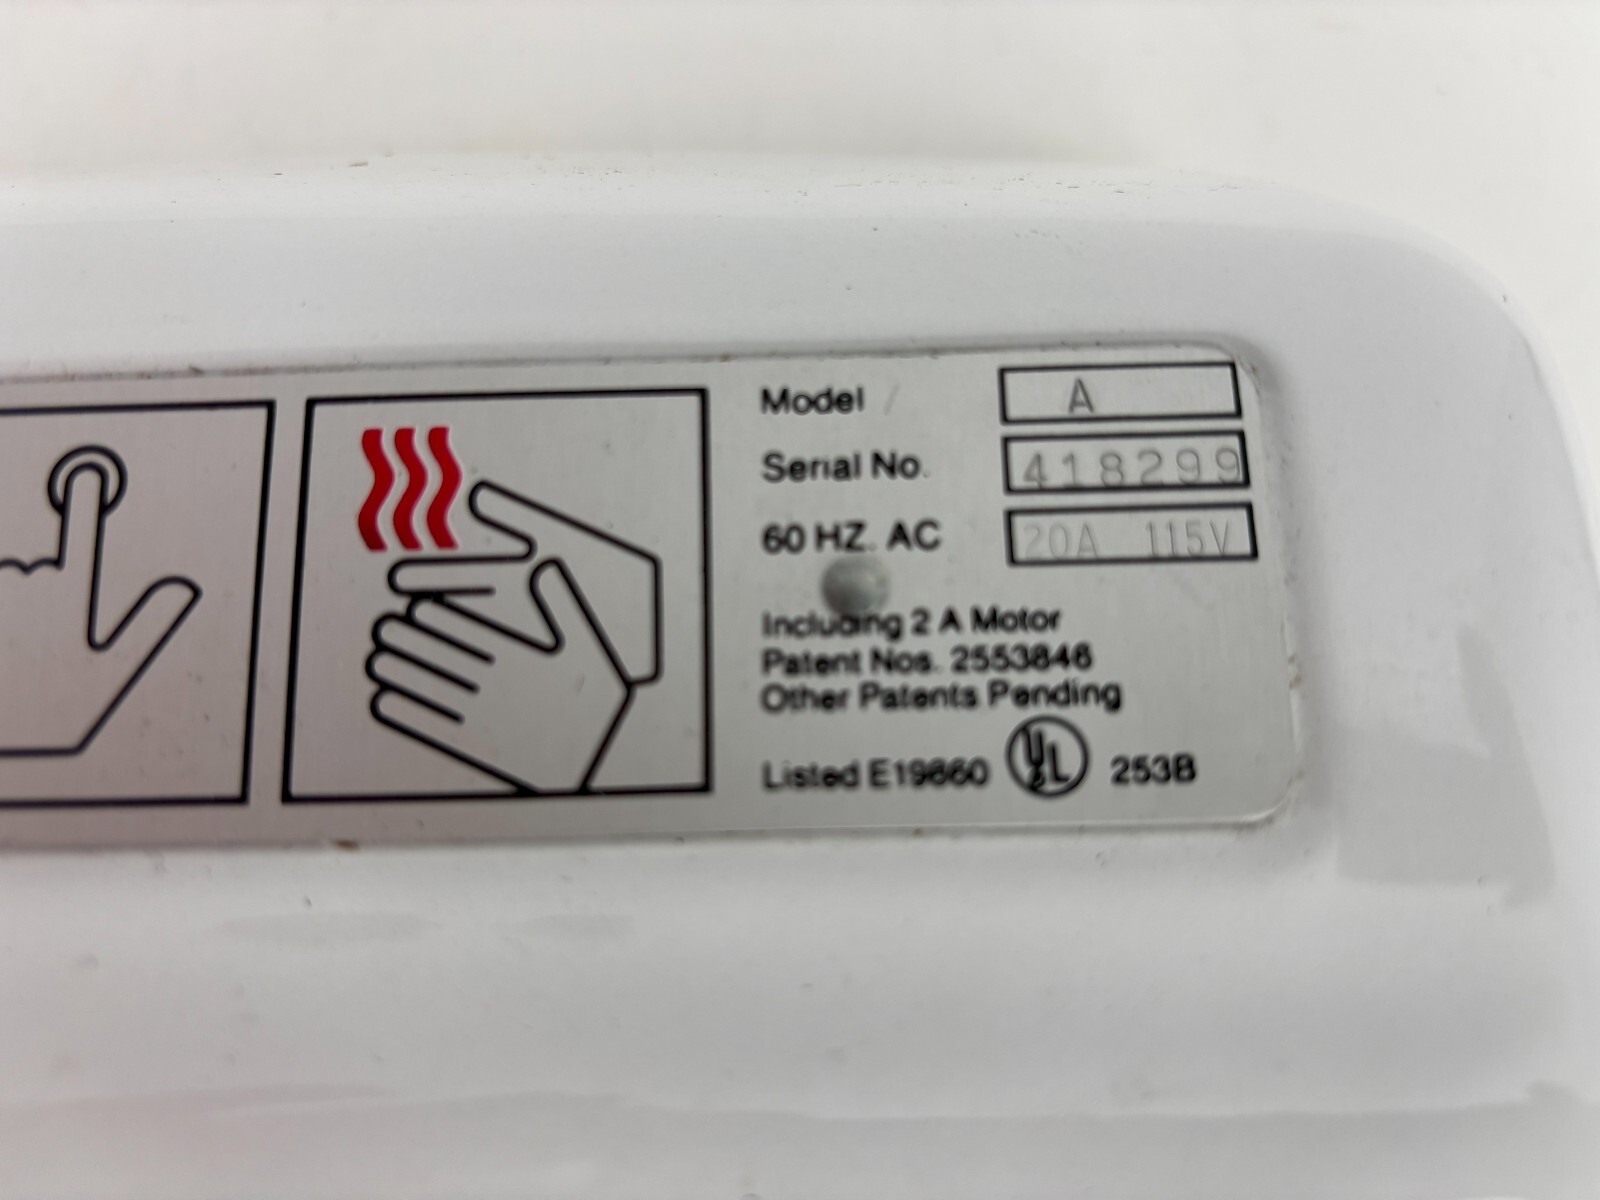 Model A
Serial No. 418299
60 HZ. AC 20A 115V
Including 2 A Motor
Patent Nos. 2553846
Other Patents Pending
Listed E19860 UL 253B